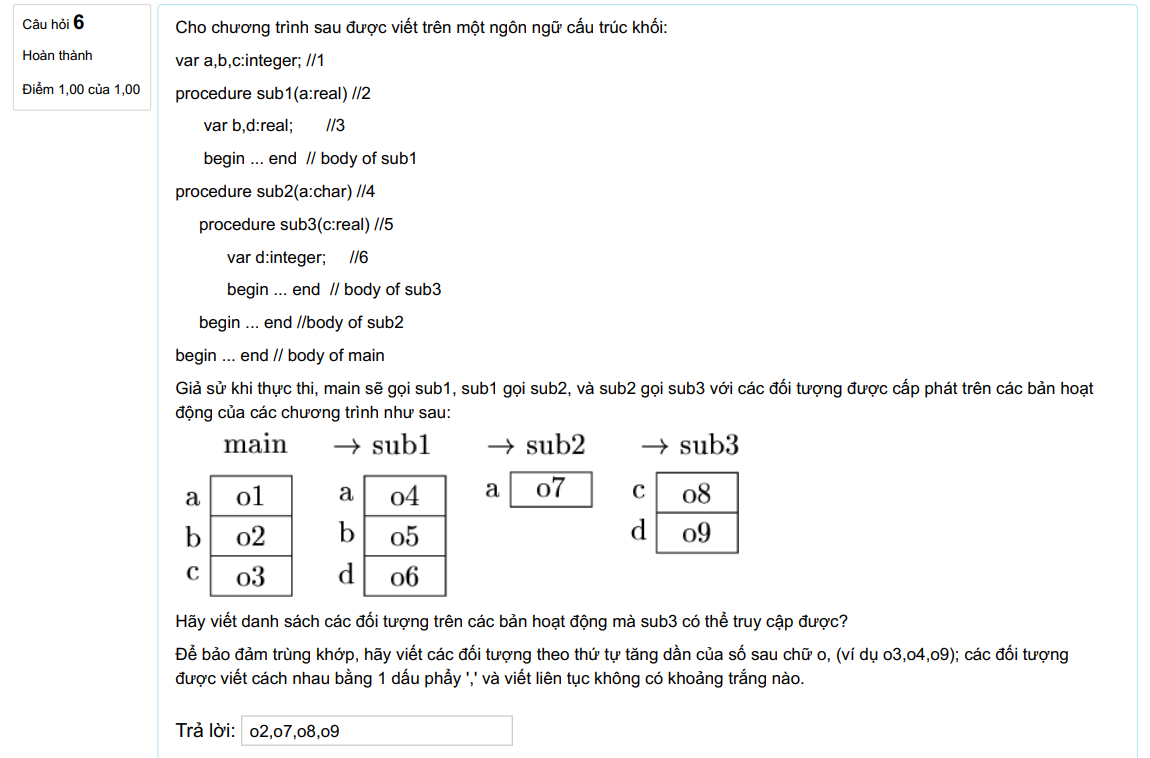 Câu hỏi 6
Hoàn thành
Điểm 1,00 của 1,00
Cho chương trình sau được viết trên một ngôn ngữ cấu trúc khối:
var a,b,c:integer; //1
procedure sub1(a:real) //2
var b,d:real; //3
begin ... end // body of sub1
procedure sub2(a:char) //4
procedure sub3(c:real) //5
var d:integer; //6
begin ... end // body of sub3
begin ... end //body of sub2
begin ... end // body of main
Giả sử khi thực thi, main sẽ gọi sub1, sub1 gọi sub2, và sub2 gọi sub3 với các đối tượng được cấp phát trên các bản hoạt
động của các chương trình như sau:
main → sub1 → sub2 → sub3
a o1 a o4 a o7 c o8
b o2 b o5 d o9
c o3 d o6
Hãy viết danh sách các đối tượng trên các bản hoạt động mà sub3 có thể truy cập được?
Để bảo đảm trùng khớp, hãy viết các đối tượng theo thứ tự tăng dần của số sau chữ o, (ví dụ o3,o4,o9); các đối tượng
được viết cách nhau bằng 1 dấu phẩy ',' và viết liên tục không có khoảng trắng nào.
Trả lời: o2,o7,o8,o9